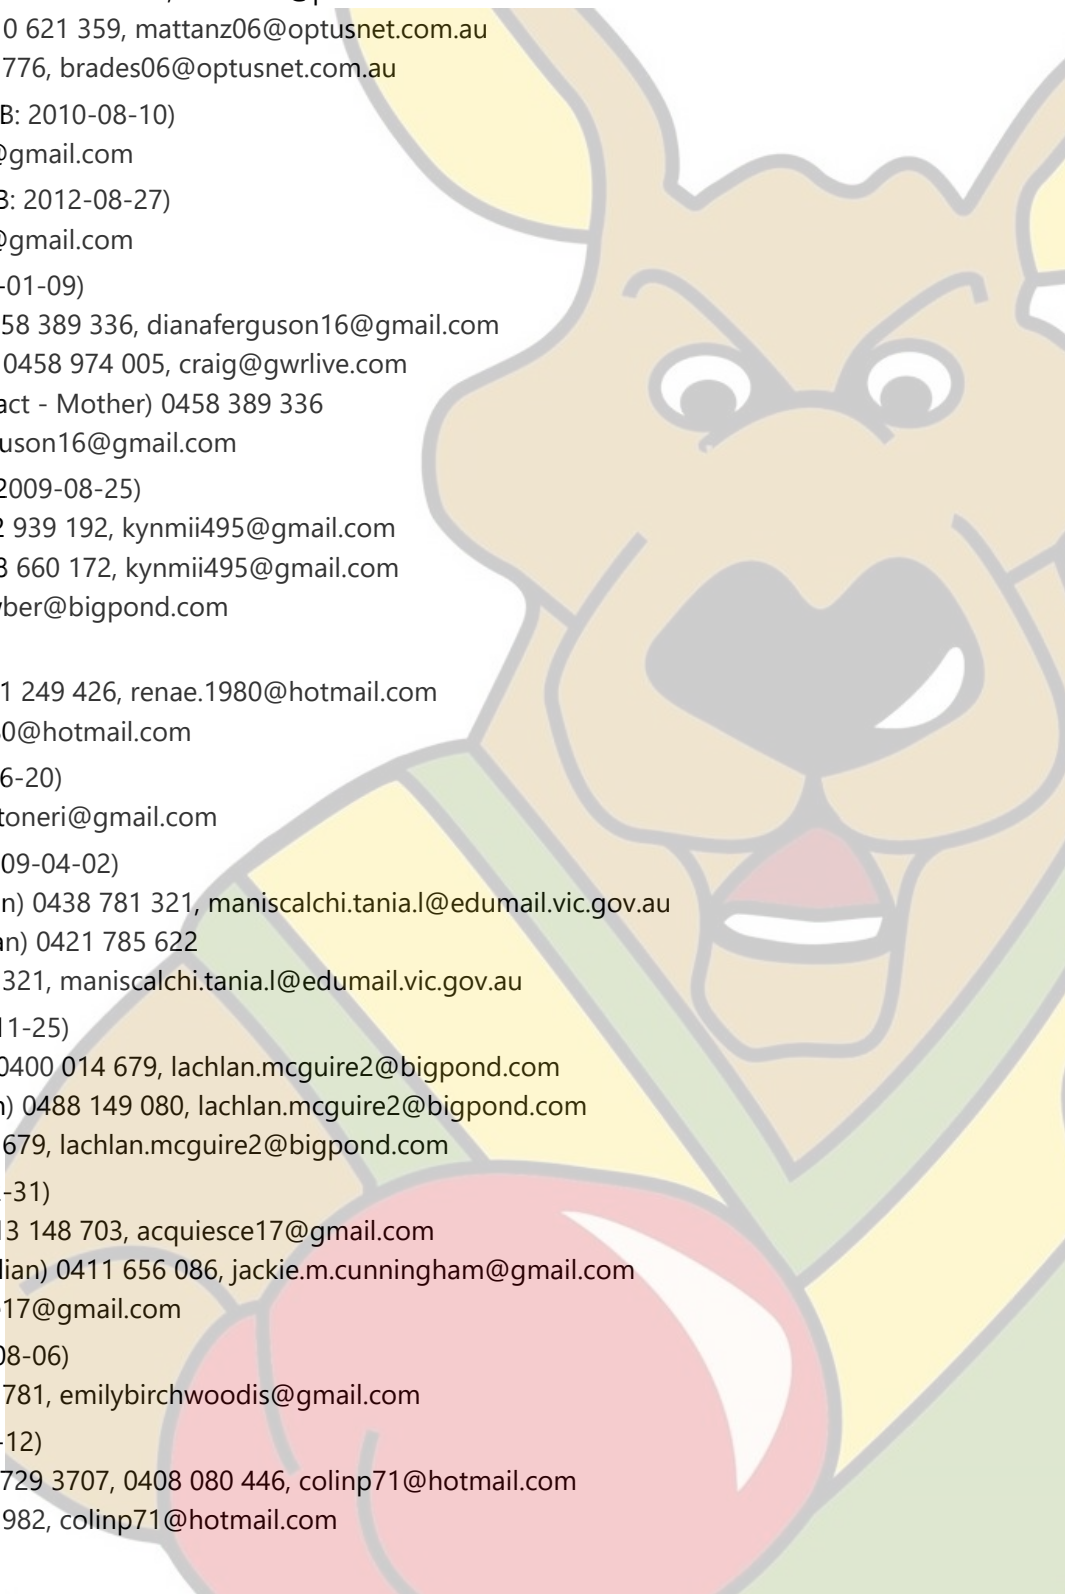 0 621 359, mattanz06@optusnet.com.au
776, brades06@optusnet.com.au
B: 2010-08-10)
@gmail.com
B: 2012-08-27)
@gmail.com
-01-09)
58 389 336, dianaferguson16@gmail.com
0458 974 005, craig@gwrlive.com
act - Mother) 0458 389 336
uson16@gmail.com
2009-08-25)
2 939 192, kynmii495@gmail.com
8 660 172, kynmii495@gmail.com
ber@bigpond.com
1 249 426, renae.1980@hotmail.com
0@hotmail.com
6-20)
toneri@gmail.com
09-04-02)
n) 0438 781 321, maniscalchi.tania.l@edumail.vic.gov.au
an) 0421 785 622
321, maniscalchi.tania.l@edumail.vic.gov.au
11-25)
0400 014 679, lachlan.mcguire2@bigpond.com
n) 0488 149 080, lachlan.mcguire2@bigpond.com
679, lachlan.mcguire2@bigpond.com
-31)
13 148 703, acquiesce17@gmail.com
lian) 0411 656 086, jackie.m.cunningham@gmail.com
17@gmail.com
08-06)
781, emilybirchwoodis@gmail.com
-12)
729 3707, 0408 080 446, colinp71@hotmail.com
982, colinp71@hotmail.com